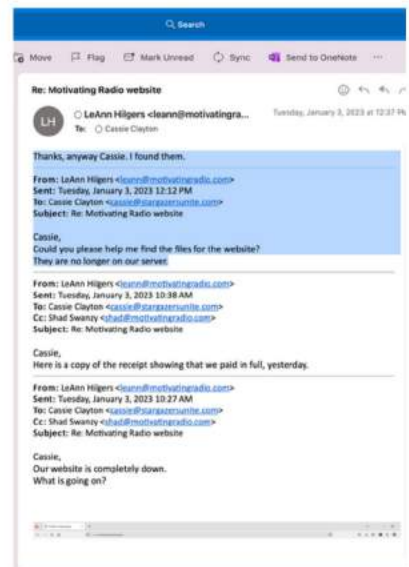 Search
Move Flag Mark Unread Sync Send to OneNote ...
Re: Motivating Radio website
LH
LeAnn Hilgers <leann@motivatingra...
Tuesday, January 3, 2023 at 12:37 PM
To: Cassie Clayton
Thanks, anyway Cassie. I found them.
From: LeAnn Hilgers <leann@motivatingradio.com>
Sent: Tuesday, January 3, 2023 12:12 PM
To: Cassie Clayton <cassie@stargazersunite.com>
Subject: Re: Motivating Radio website
Cassie,
Could you please help me find the files for the website?
They are no longer on our server.
From: LeAnn Hilgers <leann@motivatingradio.com>
Sent: Tuesday, January 3, 2023 10:38 AM
To: Cassie Clayton <cassie@stargazersunite.com>
Cc: Shad Swanzy <shad@motivatingradio.com>
Subject: Re: Motivating Radio website
Cassie,
Here is a copy of the receipt showing that we paid in full, yesterday.
From: LeAnn Hilgers <leann@motivatingradio.com>
Sent: Tuesday, January 3, 2023 10:27 AM
To: Cassie Clayton <cassie@stargazersunite.com>
Cc: Shad Swanzy <shad@motivatingradio.com>
Subject: Re: Motivating Radio website
Cassie,
Our website is completely down.
What is going on?